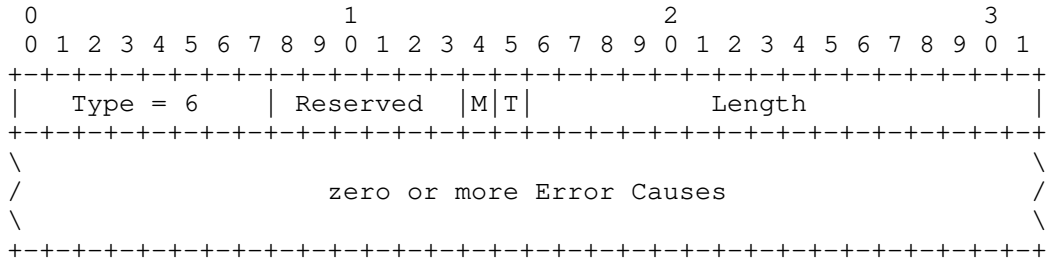 0                   1                   2                   3
 0 1 2 3 4 5 6 7 8 9 0 1 2 3 4 5 6 7 8 9 0 1 2 3 4 5 6 7 8 9 0 1
+-+-+-+-+-+-+-+-+-+-+-+-+-+-+-+-+-+-+-+-+-+-+-+-+-+-+-+-+-+-+-+-+
|   Type = 6    | Reserved  |M|T|           Length              |
+-+-+-+-+-+-+-+-+-+-+-+-+-+-+-+-+-+-+-+-+-+-+-+-+-+-+-+-+-+-+-+-+
\                                                               \
/                   zero or more Error Causes                   /
\                                                               \
+-+-+-+-+-+-+-+-+-+-+-+-+-+-+-+-+-+-+-+-+-+-+-+-+-+-+-+-+-+-+-+-+